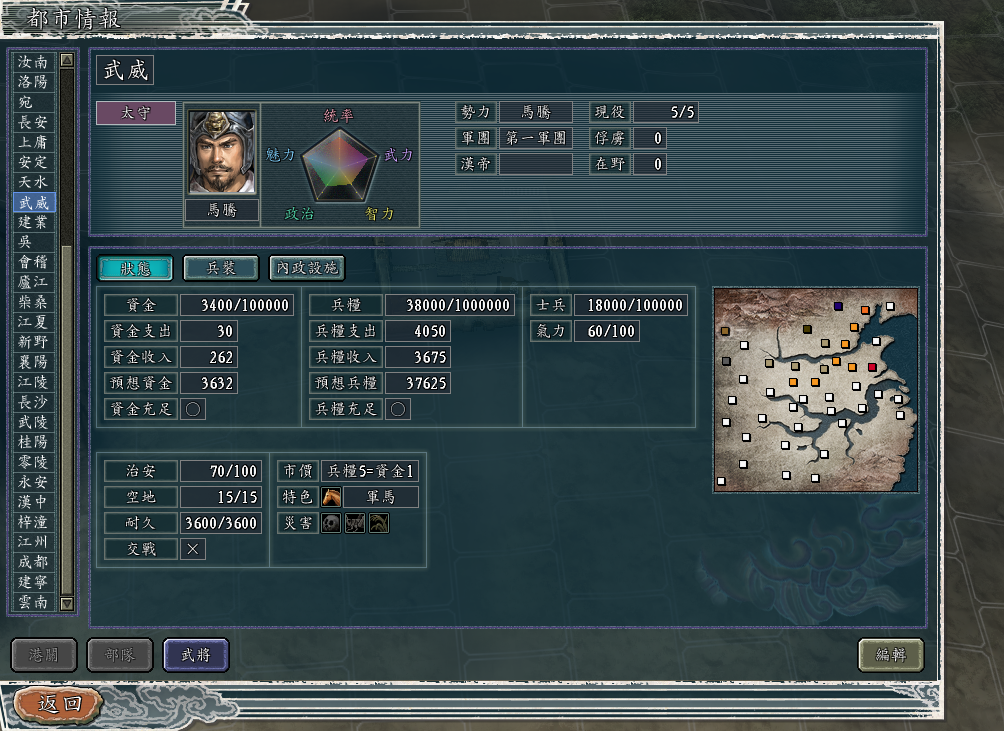 都市情報
汝南
洛陽
宛
長安
上庸
安定
天水
武威
建業
吳
會稽
廬江
柴桑
江夏
新野
襄陽
江陵
長沙
武陵
桂陽
零陵
永安
漢中
梓潼
江州
成都
建寧
雲南
武威
太守
馬騰
統率
武力
智力
政治
魅力
勢力 馬騰 現役 5/5
軍團 第一軍團 俘虜 0
漢帝 在野 0
狀態 兵裝 內政設施
資金 3400/100000 兵糧 38000/1000000 士兵 18000/100000
資金支出 30 兵糧支出 4050 氣力 60/100
資金收入 262 兵糧收入 3675
預想資金 3632 預想兵糧 37625
資金充足 ○ 兵糧充足 ○
治安 70/100 市價 兵糧5=資金1
空地 15/15 特色 軍馬
耐久 3600/3600 災害
交戰 ×
港關 部隊 武將 編輯
返回